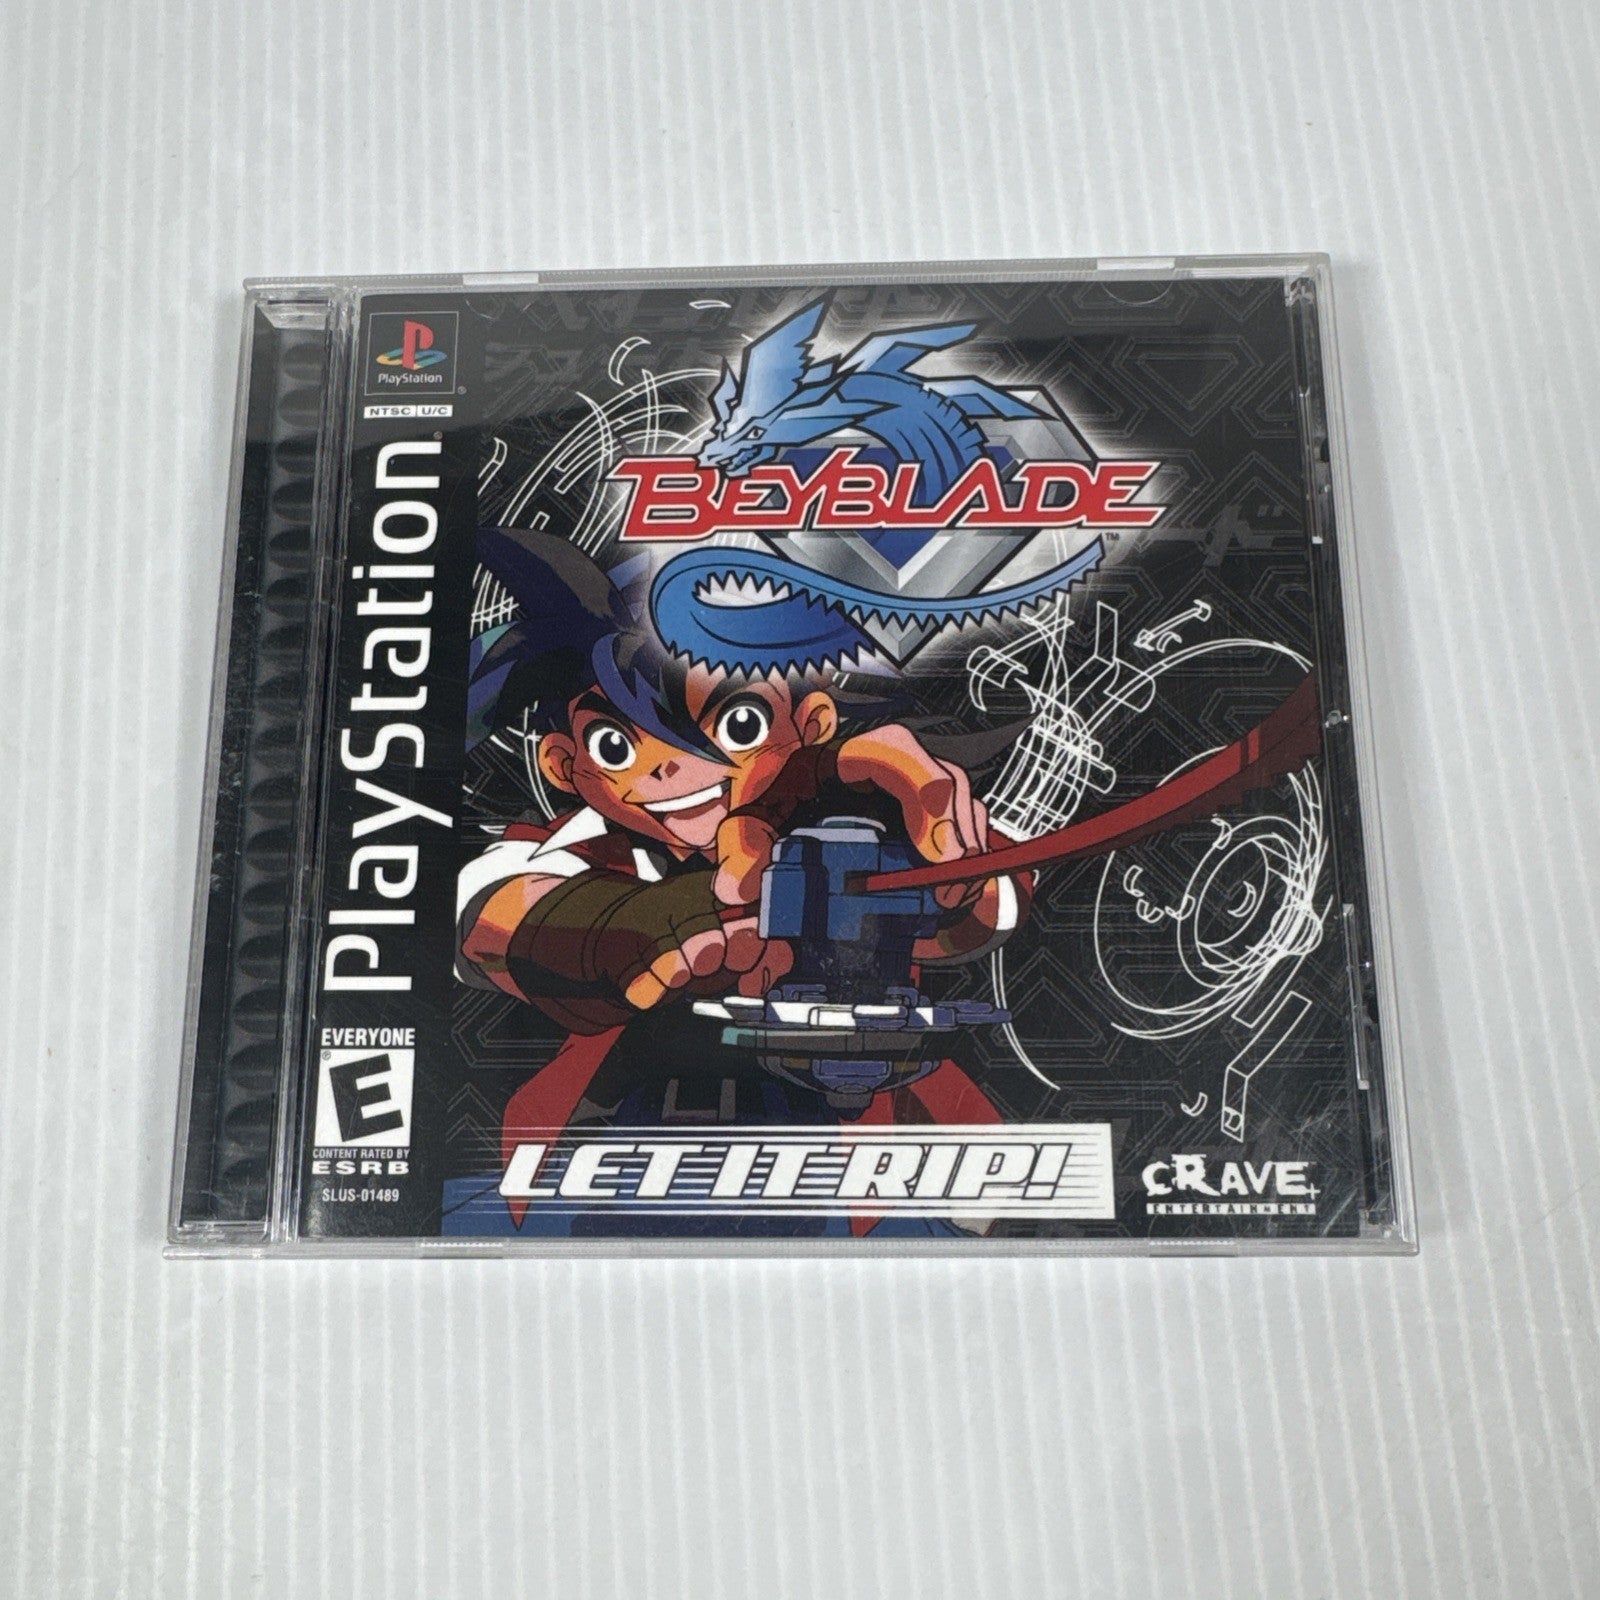 PlayStation
NTSC U/C
PlayStation
BEYBLADE
EVERYONE
E
CONTENT RATED BY
ESRB
SLUS-01489
LET IT RIP!
CRAVE
ENTERTAINMENT